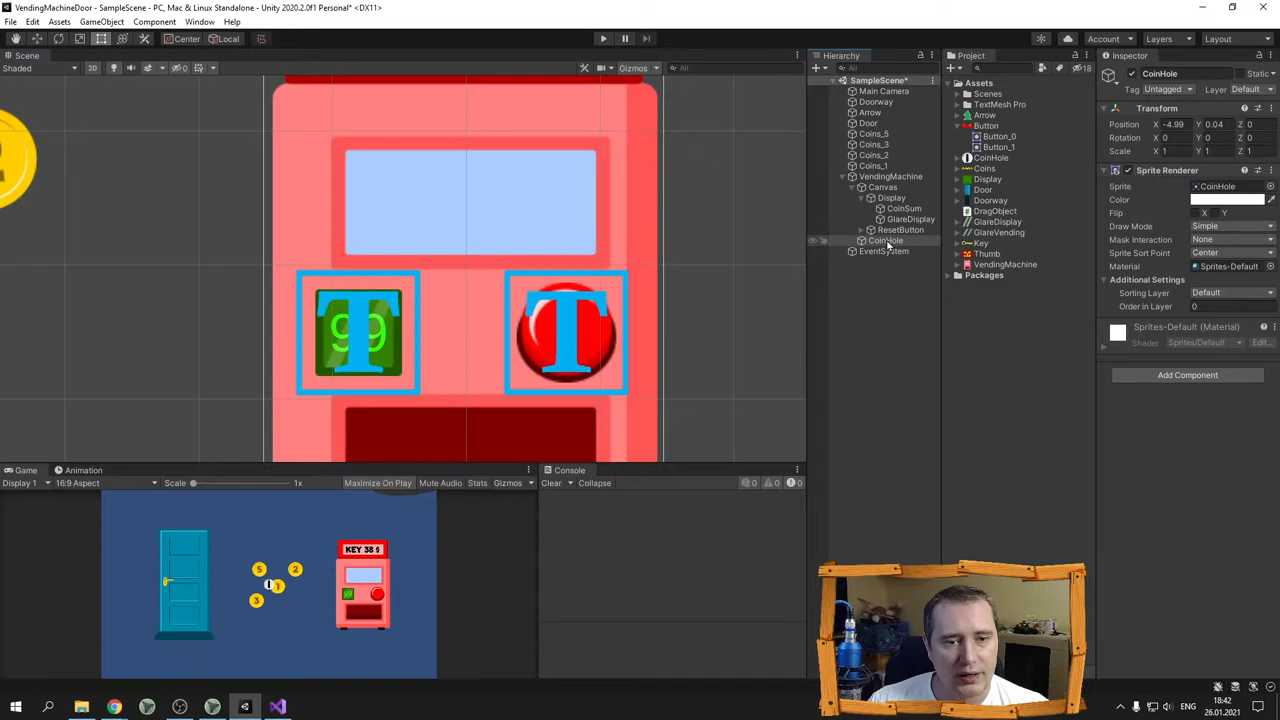 VendingMachineDoor - SampleScene - PC, Mac & Linux Standalone - Unity 2020.2.0f1 Personal* <DX11>
File Edit Assets GameObject Component Window Help
Center Local Account Layers Layout
Scene
Shaded 2D 0 Gizmos All
Hierarchy
All
SampleScene*
Main Camera
Doorway
Arrow
Door
Coins_5
Coins_3
Coins_2
Coins_1
VendingMachine
Canvas
Display
CoinSum
GlareDisplay
ResetButton
CoinHole
EventSystem
Project
18
Assets
Scenes
TextMesh Pro
Arrow
Button
Button_0
Button_1
CoinHole
Coins
Display
Door
Doorway
DragObject
GlareDisplay
GlareVending
Key
Thumb
VendingMachine
Packages
Inspector
CoinHole Static
Tag Untagged Layer Default
Transform
Position X -4.99 Y 0.04 Z 0
Rotation X 0 Y 0 Z 0
Scale X 1 Y 1 Z 1
Sprite Renderer
Sprite CoinHole
Color
Flip X Y
Draw Mode Simple
Mask Interaction None
Sprite Sort Point Center
Material Sprites-Default
Additional Settings
Sorting Layer Default
Order in Layer 0
Sprites-Default (Material)
Shader Sprites/Default Edit...
Add Component
99
T
T
Game Animation
Display 1 16:9 Aspect Scale 1x Maximize On Play Mute Audio Stats Gizmos
KEY 38 $
5
2
1
3
Console
Clear Collapse 0 0 0
ENG
18:42
26.01.2021